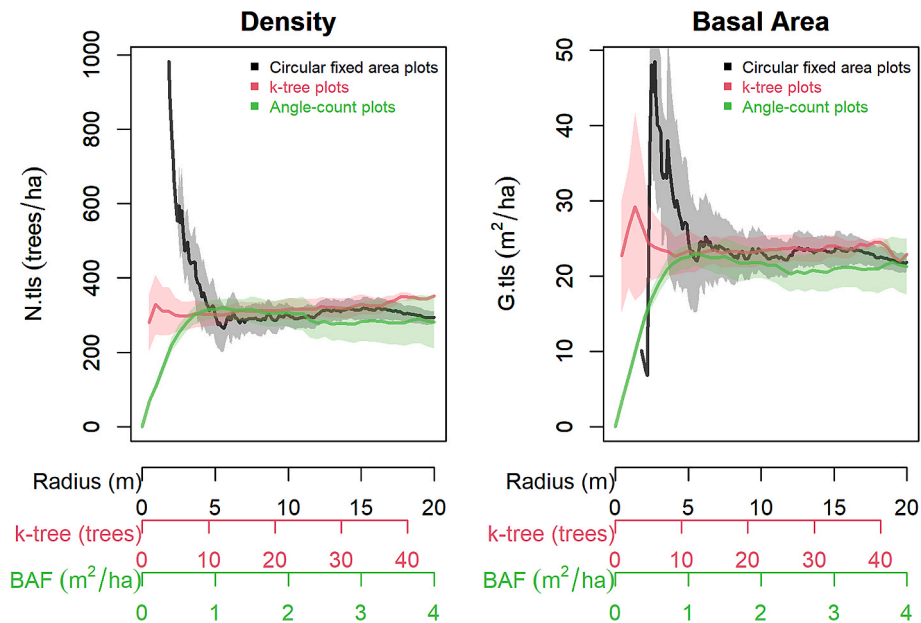 Density
N.tls (trees/ha)
0
200
400
600
800
1000
Circular fixed area plots
k-tree plots
Angle-count plots
Radius (m)
0 5 10 15 20
k-tree (trees)
0 10 20 30 40
BAF (m²/ha)
0 1 2 3 4
Basal Area
G.tls (m²/ha)
0
10
20
30
40
50
Circular fixed area plots
k-tree plots
Angle-count plots
Radius (m)
0 5 10 15 20
k-tree (trees)
0 10 20 30 40
BAF (m²/ha)
0 1 2 3 4